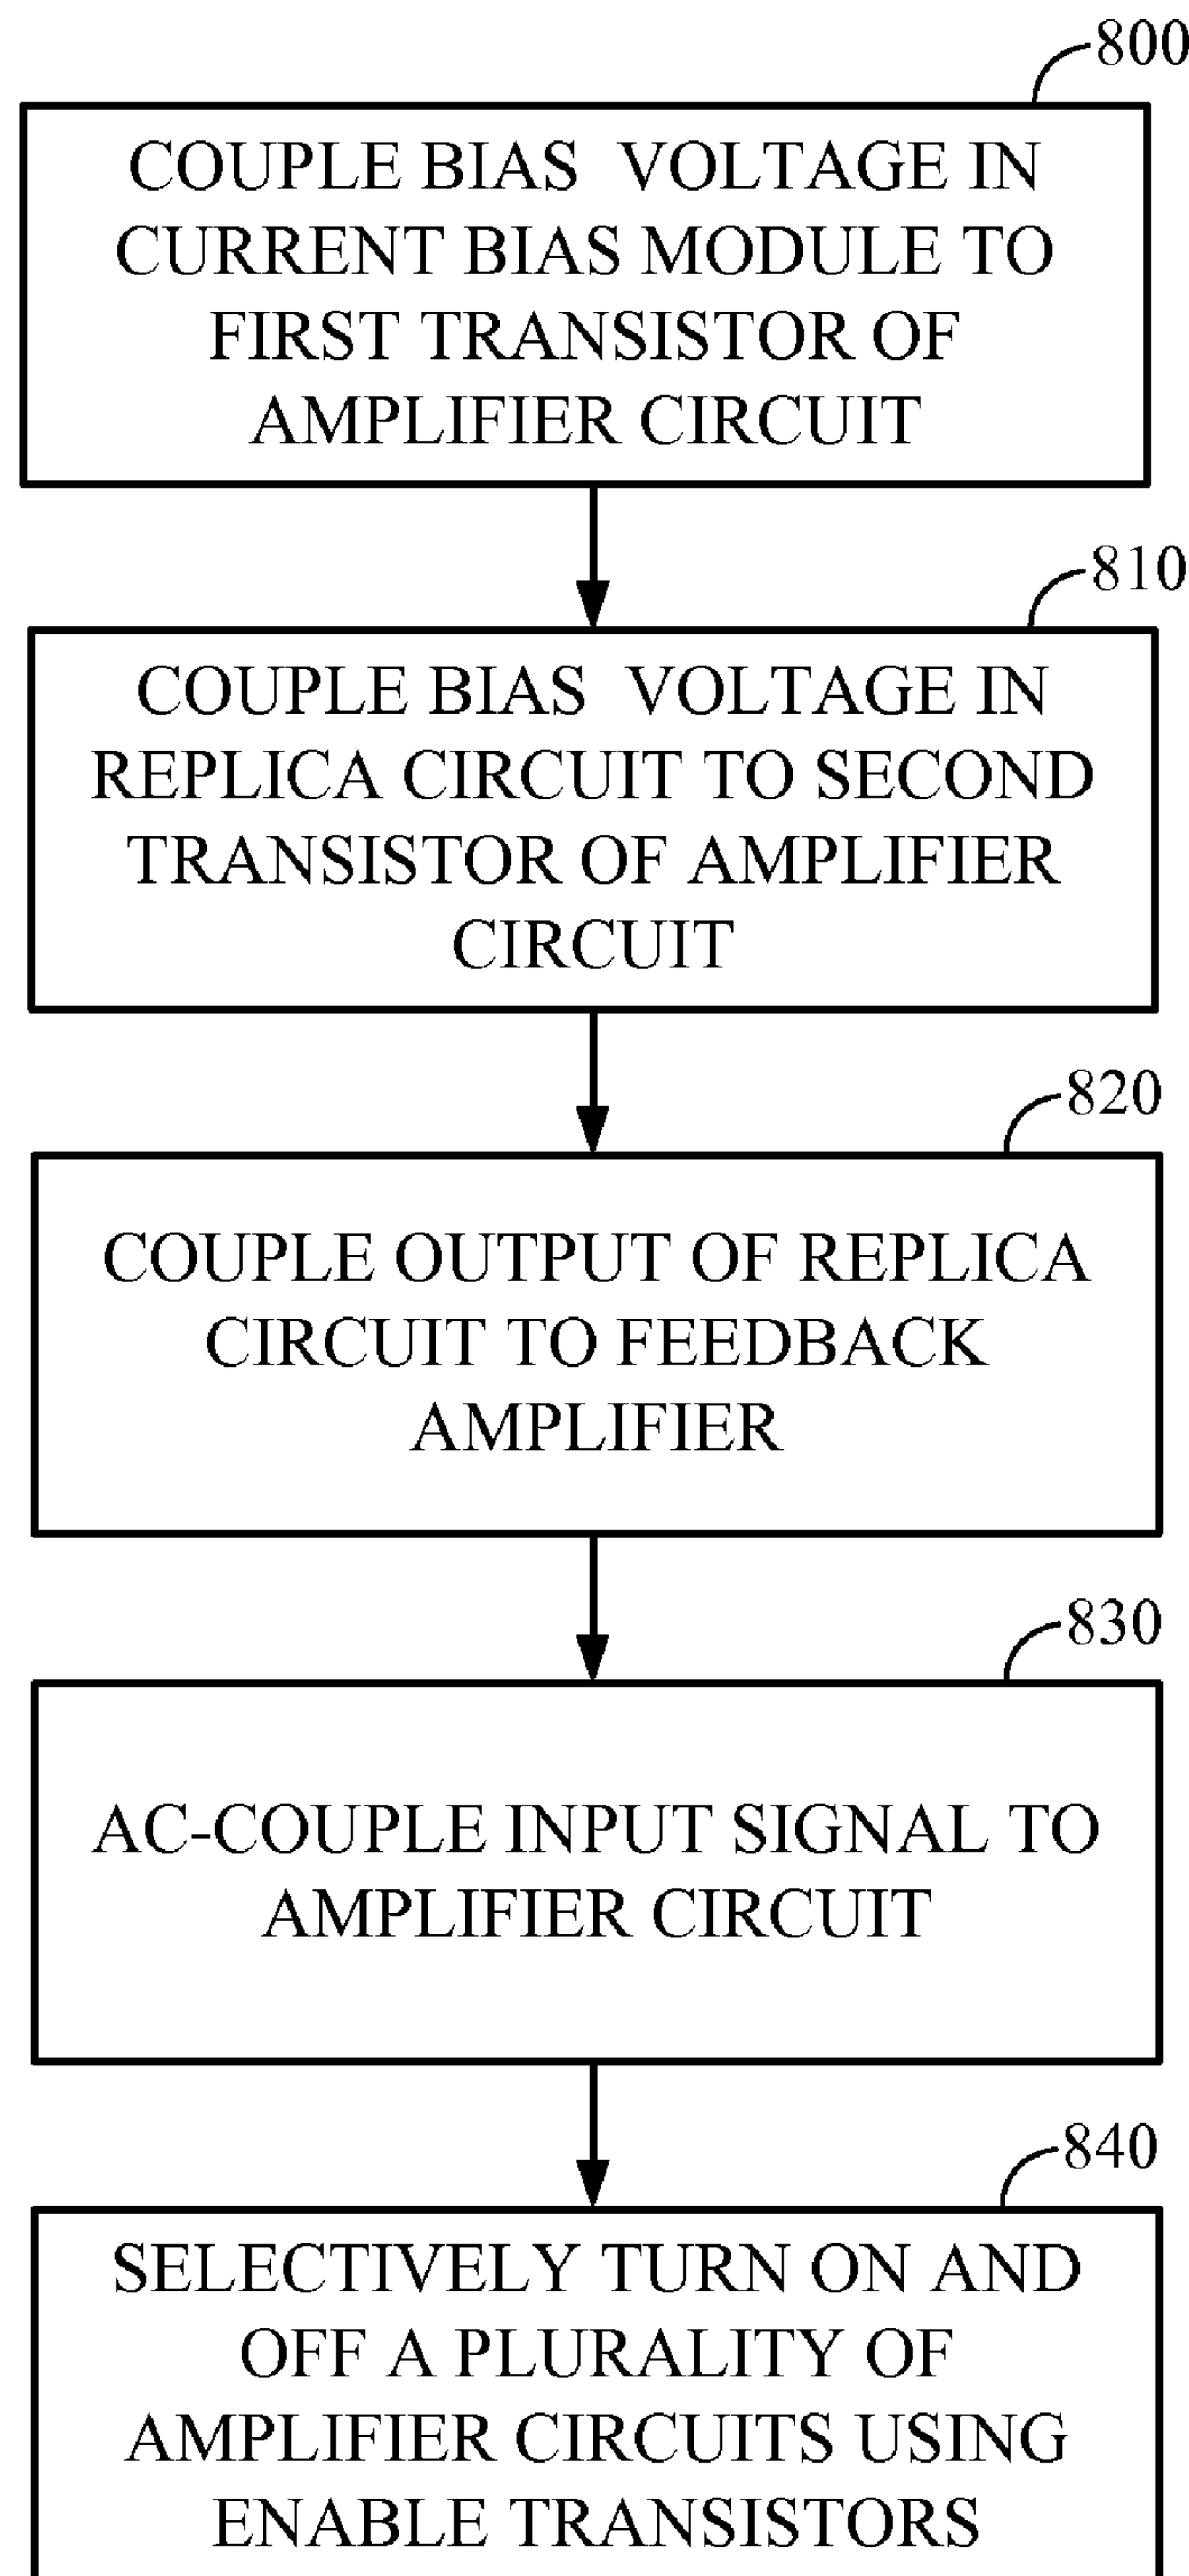 800
COUPLE BIAS VOLTAGE IN
CURRENT BIAS MODULE TO
FIRST TRANSISTOR OF
AMPLIFIER CIRCUIT
810
COUPLE BIAS VOLTAGE IN
REPLICA CIRCUIT TO SECOND
TRANSISTOR OF AMPLIFIER
CIRCUIT
820
COUPLE OUTPUT OF REPLICA
CIRCUIT TO FEEDBACK
AMPLIFIER
830
AC-COUPLE INPUT SIGNAL TO
AMPLIFIER CIRCUIT
840
SELECTIVELY TURN ON AND
OFF A PLURALITY OF
AMPLIFIER CIRCUITS USING
ENABLE TRANSISTORS